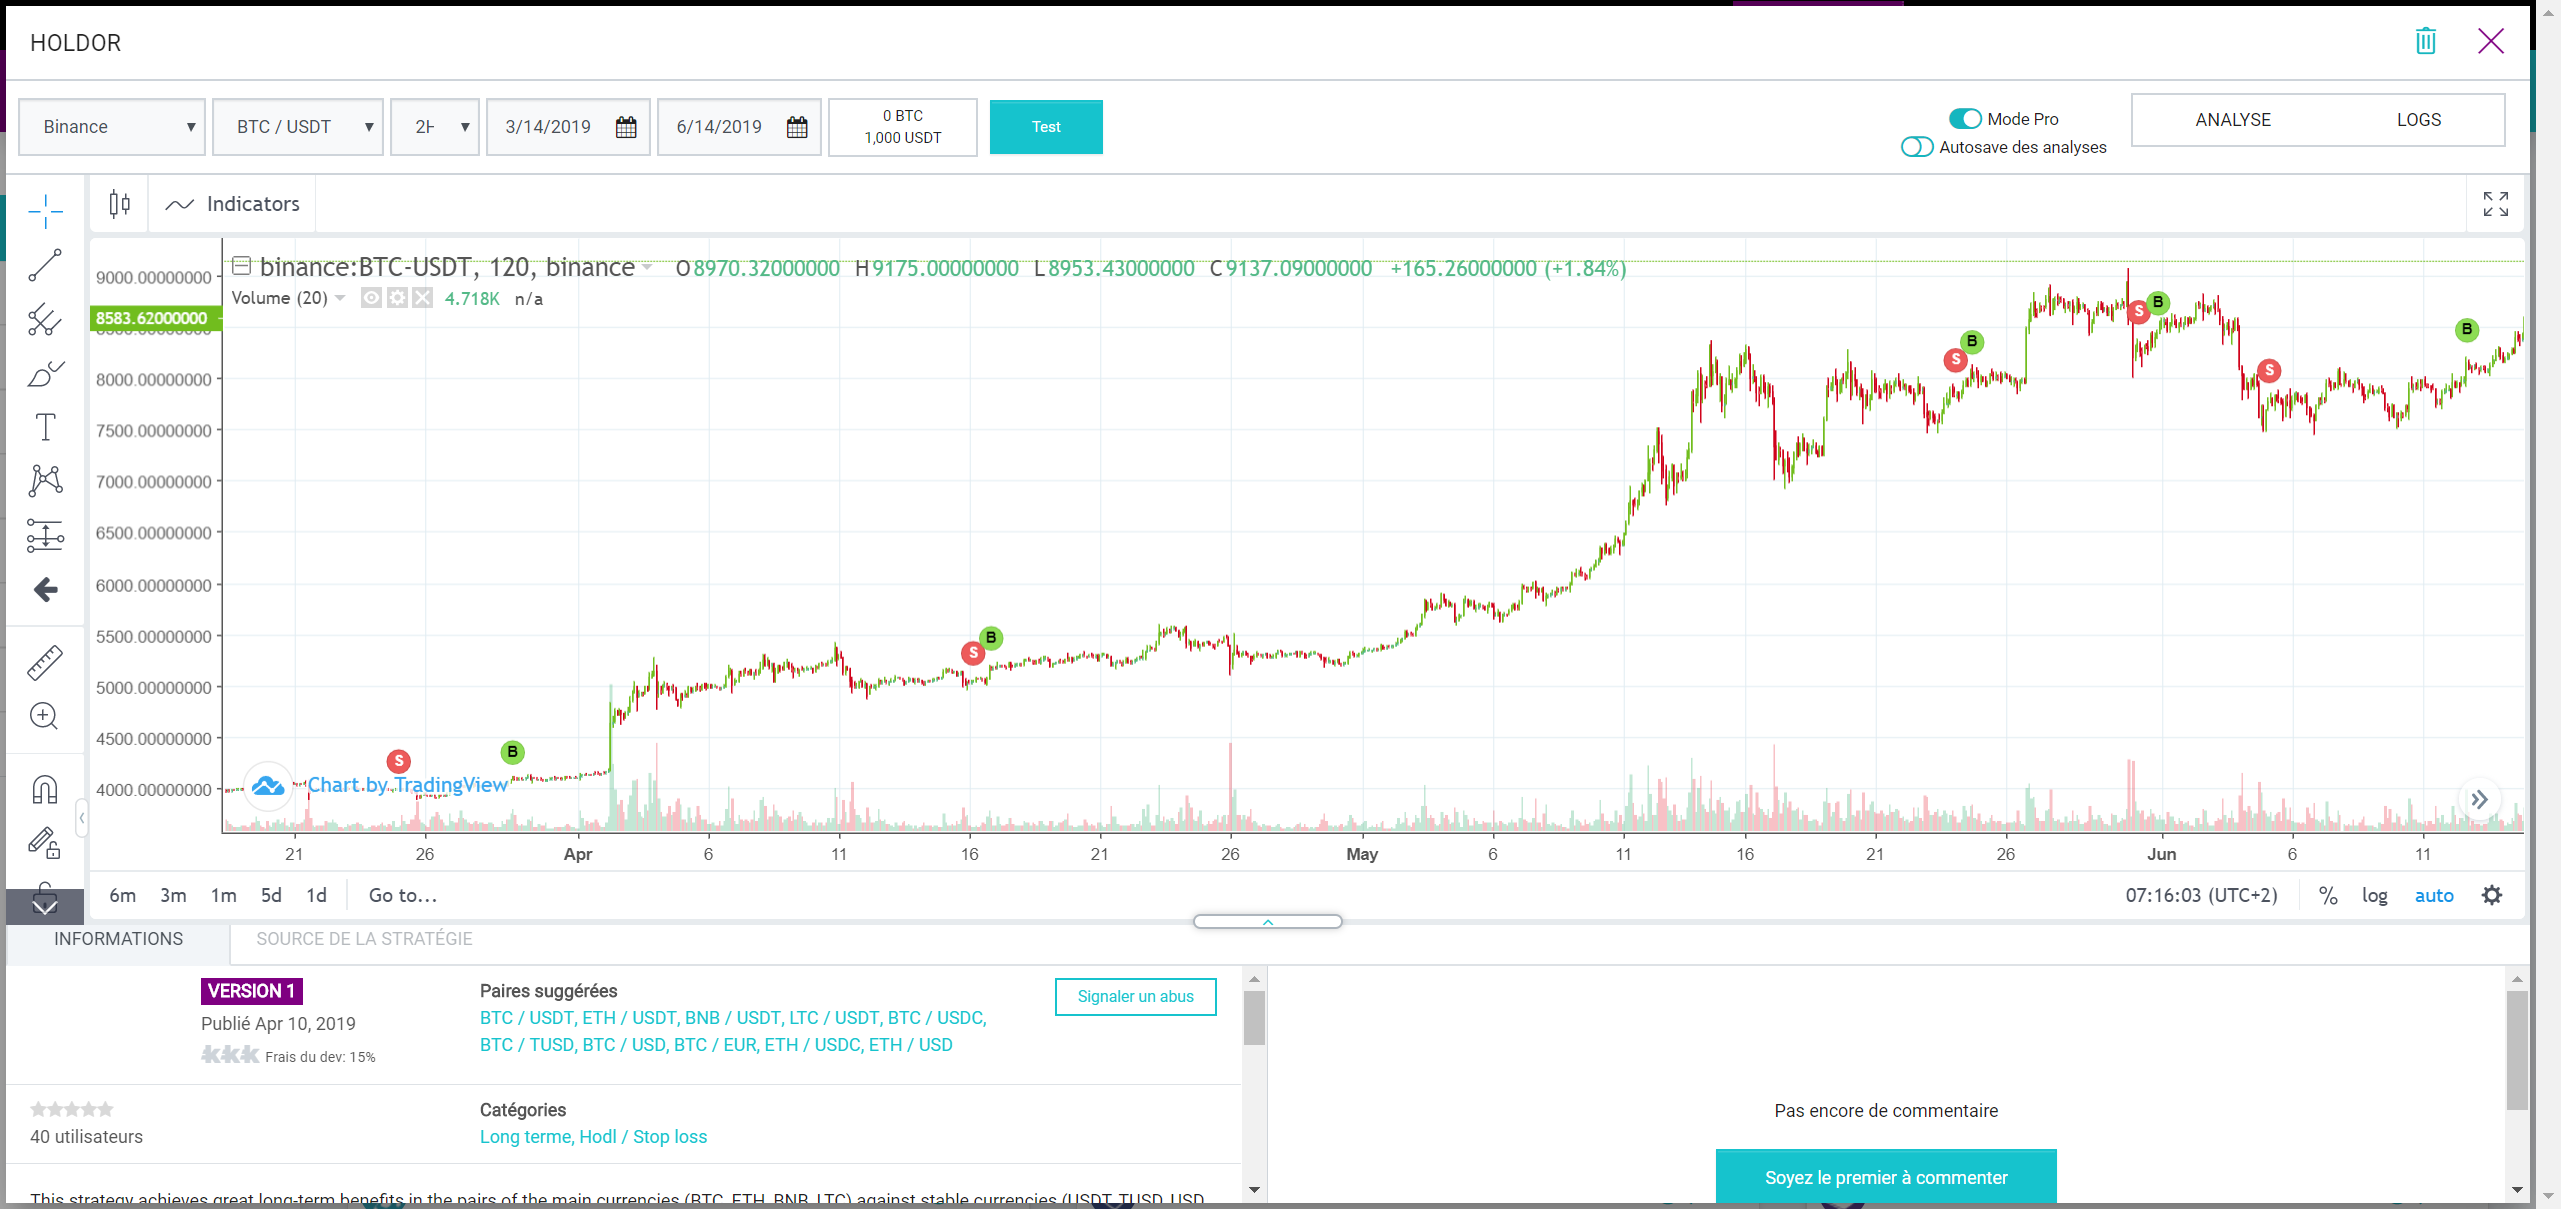 HOLDOR
Binance
BTC / USDT
2H
3/14/2019
6/14/2019
0 BTC
1,000 USDT
Test
Mode Pro
Autosave des analyses
ANALYSE
LOGS
Indicators
binance:BTC-USDT, 120, binance O8970.32000000 H9175.00000000 L8953.43000000 C9137.09000000 +165.26000000 (+1.84%)
Volume (20) 4.718K n/a
9000.00000000
8583.62000000
8000.00000000
7500.00000000
7000.00000000
6500.00000000
6000.00000000
5500.00000000
5000.00000000
4500.00000000
4000.00000000
S
B
S
B
S
B
S
B
S
B
Chart by TradingView
21 26 Apr 6 11 16 21 26 May 6 11 16 21 26 Jun 6 11
6m 3m 1m 5d 1d Go to...
07:16:03 (UTC+2) % log auto
INFORMATIONS
SOURCE DE LA STRATÉGIE
VERSION 1
Publié Apr 10, 2019
Frais du dev: 15%
Paires suggérées
BTC / USDT, ETH / USDT, BNB / USDT, LTC / USDT, BTC / USDC,
BTC / TUSD, BTC / USD, BTC / EUR, ETH / USDC, ETH / USD
Signaler un abus
40 utilisateurs
Catégories
Long terme, Hodl / Stop loss
Pas encore de commentaire
Soyez le premier à commenter
This strategy achieves great long-term benefits in the pairs of the main currencies (BTC, ETH, BNB, LTC) against stable currencies (USDT, TUSD, USD,